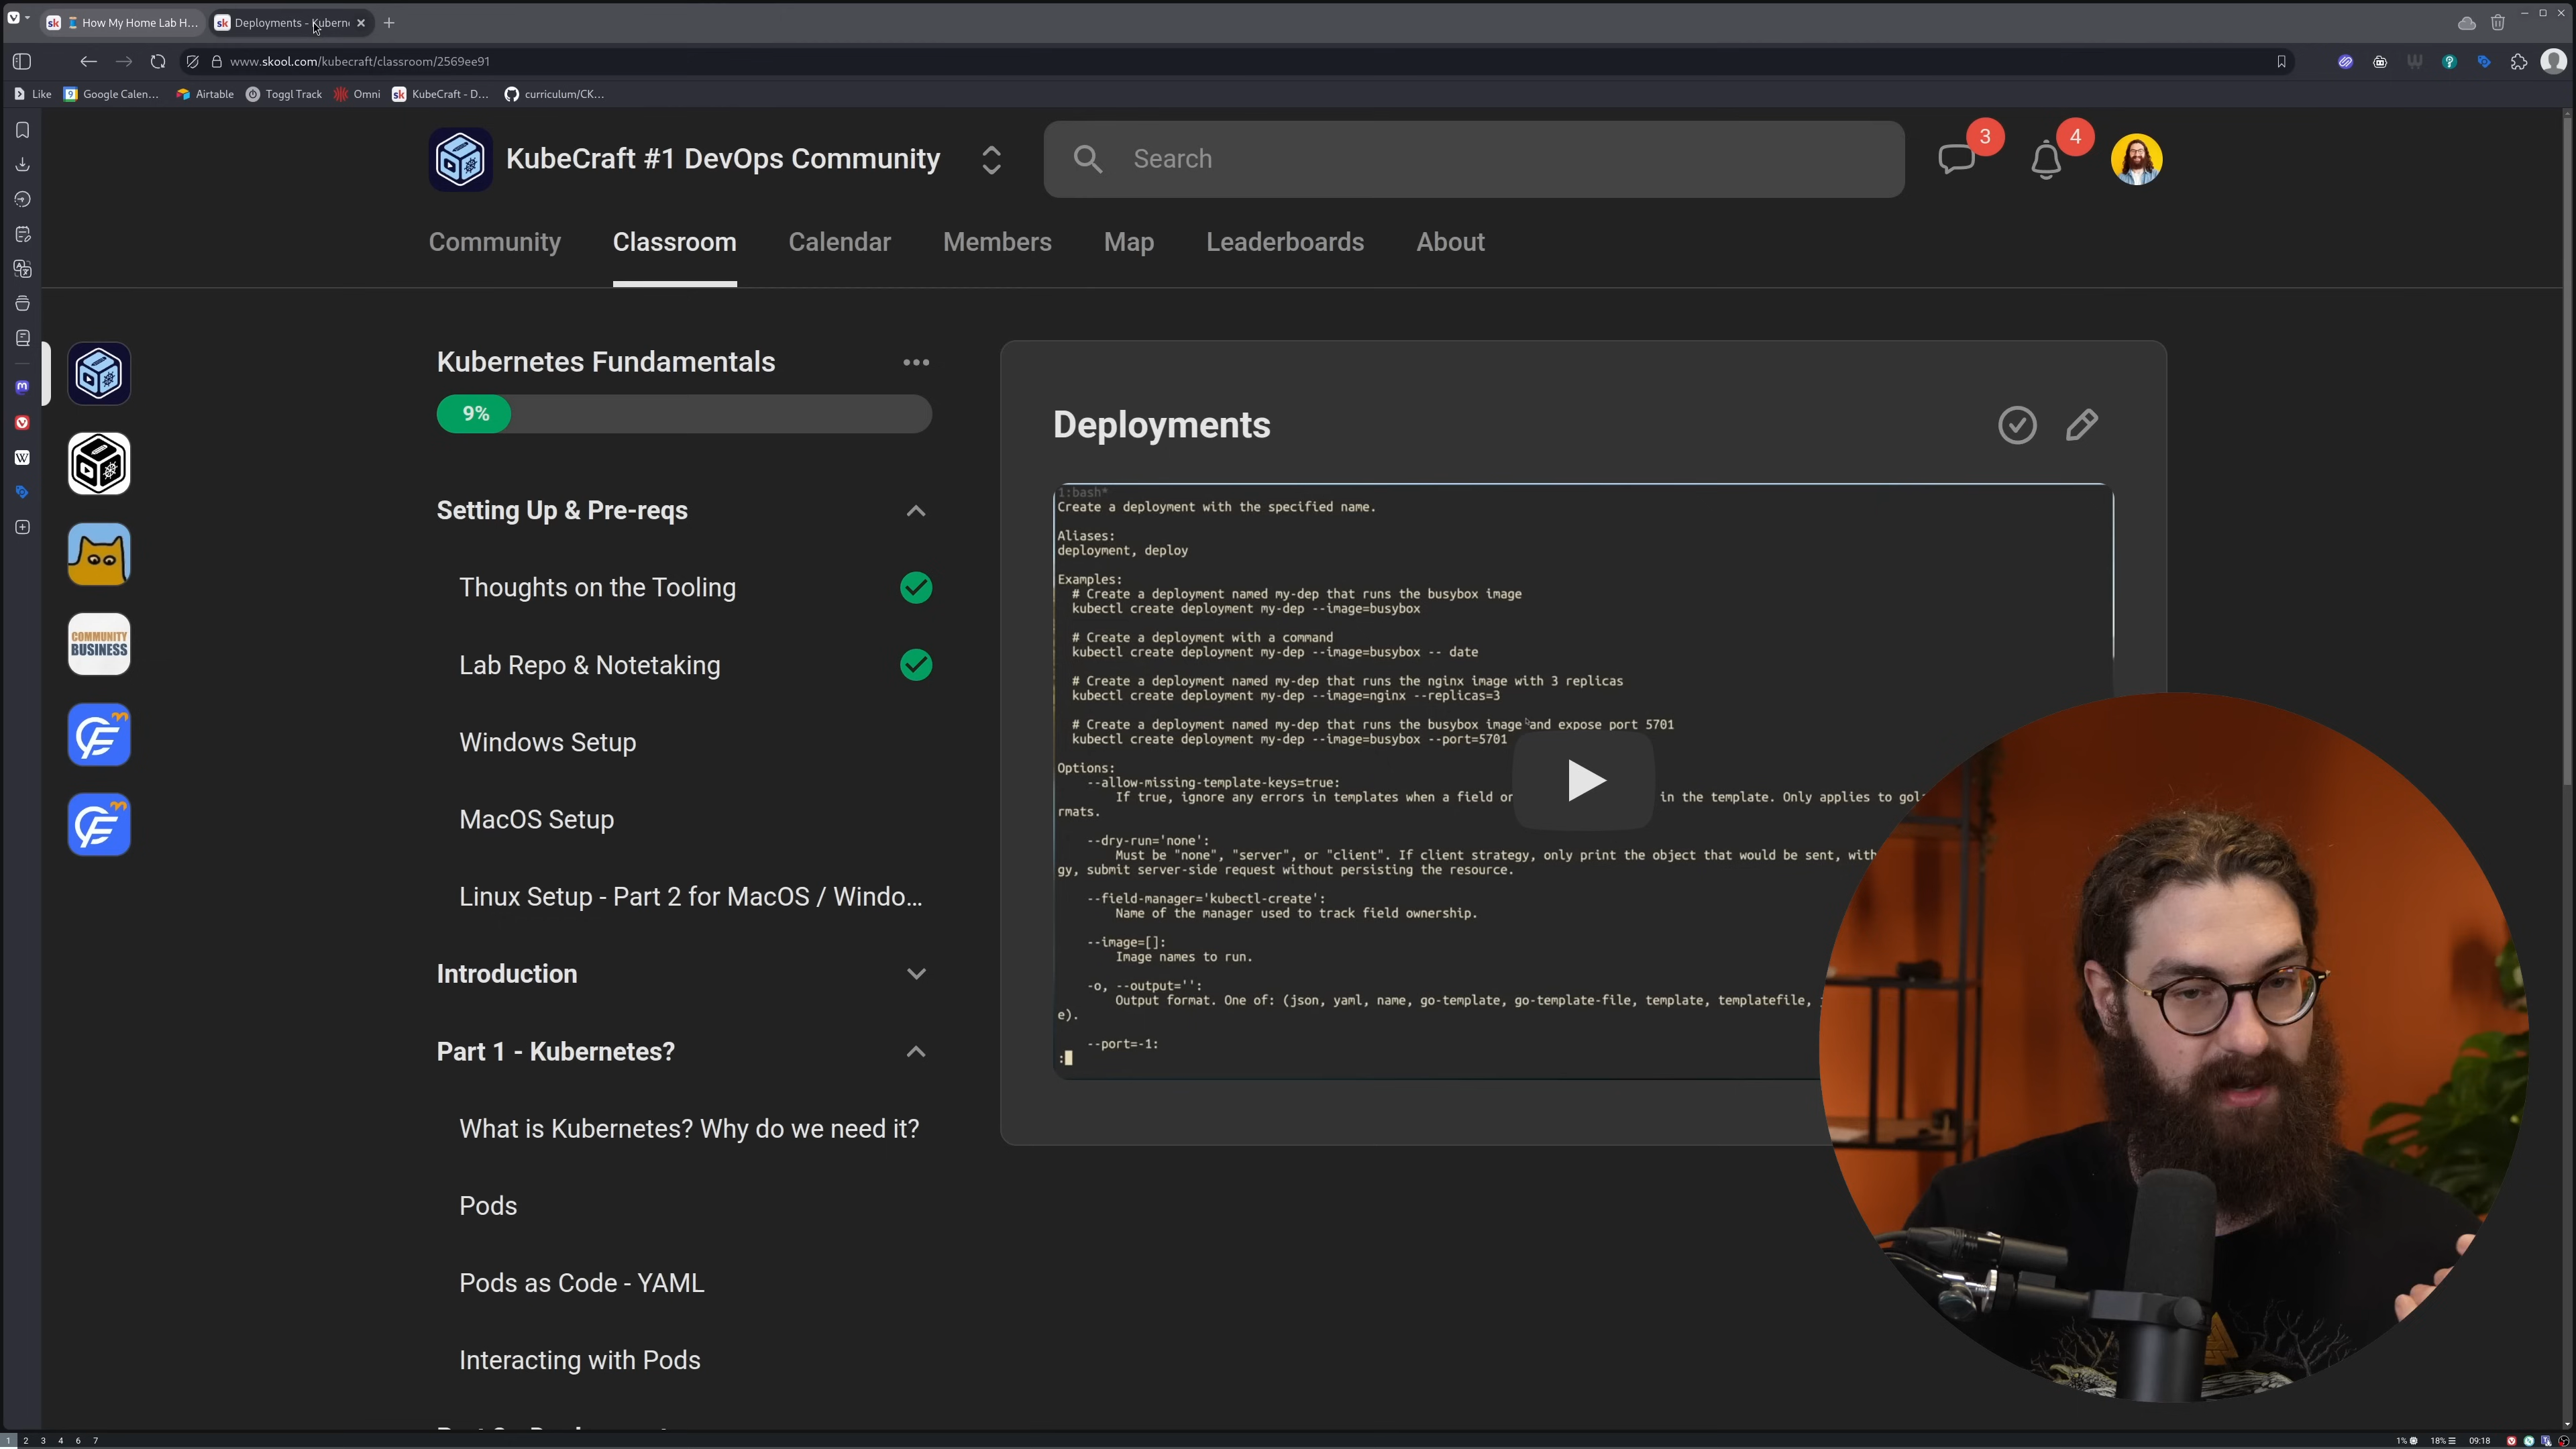 How My Home Lab H...
Deployments - Kubern
www.skool.com/kubecraft/classroom/2569ee91
Like
Google Calen...
Airtable
Toggl Track
Omni
KubeCraft - D...
curriculum/CK...
KubeCraft #1 DevOps Community
Search
3
4
Community
Classroom
Calendar
Members
Map
Leaderboards
About
COMMUNITY
BUSINESS
Kubernetes Fundamentals
9%
Setting Up & Pre-reqs
Thoughts on the Tooling
Lab Repo & Notetaking
Windows Setup
MacOS Setup
Linux Setup - Part 2 for MacOS / Windo...
Introduction
Part 1 - Kubernetes?
What is Kubernetes? Why do we need it?
Pods
Pods as Code - YAML
Interacting with Pods
Deployments
1:bash*
Create a deployment with the specified name.
Aliases:
deployment, deploy
Examples:
# Create a deployment named my-dep that runs the busybox image
kubectl create deployment my-dep --image=busybox
# Create a deployment with a command
kubectl create deployment my-dep --image=busybox -- date
# Create a deployment named my-dep that runs the nginx image with 3 replicas
kubectl create deployment my-dep --image=nginx --replicas=3
# Create a deployment named my-dep that runs the busybox image and expose port 5701
kubectl create deployment my-dep --image=busybox --port=5701
Options:
--allow-missing-template-keys=true:
If true, ignore any errors in templates when a field or in the template. Only applies to gol
rmats.
--dry-run='none':
Must be "none", "server", or "client". If client strategy, only print the object that would be sent, with
gy, submit server-side request without persisting the resource.
--field-manager='kubectl-create':
Name of the manager used to track field ownership.
--image=[]:
Image names to run.
-o, --output='':
Output format. One of: (json, yaml, name, go-template, go-template-file, template, templatefile,
e).
--port=-1:
:
1 2 3 4 6 7
1%
18%
09:18